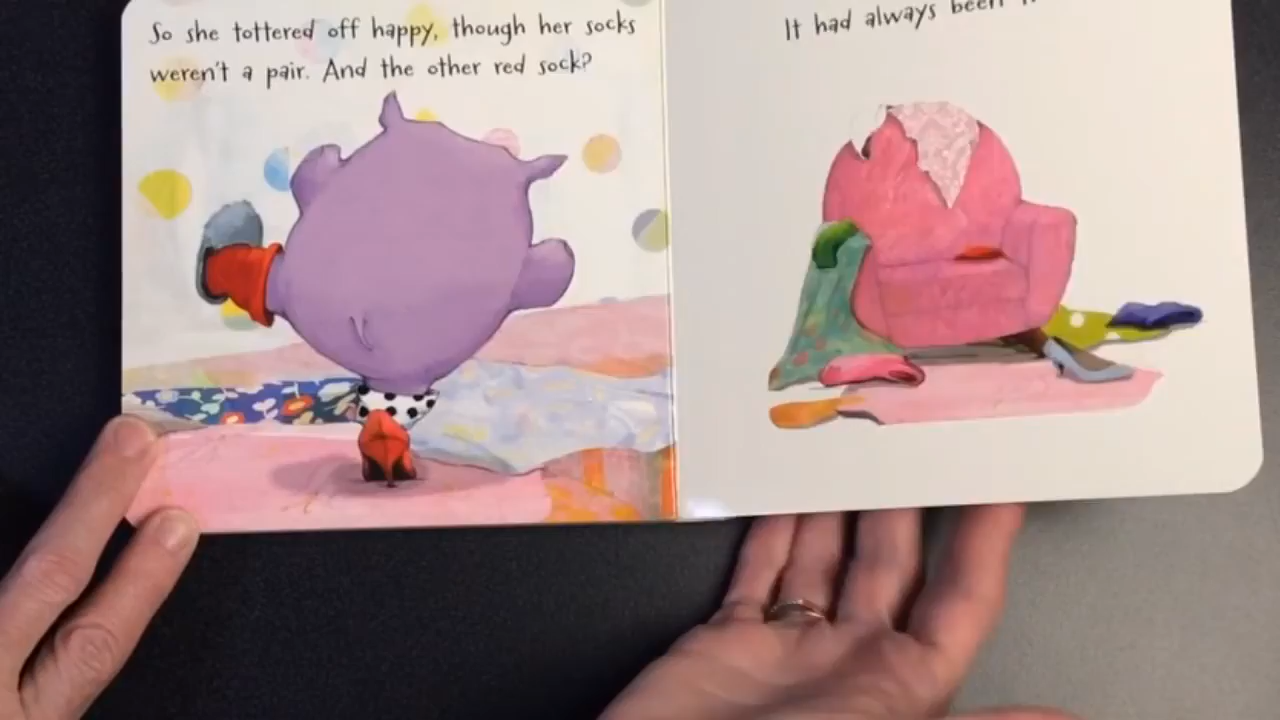 So she tottered off happy, though her socks
weren't a pair. And the other red sock?
It had always been